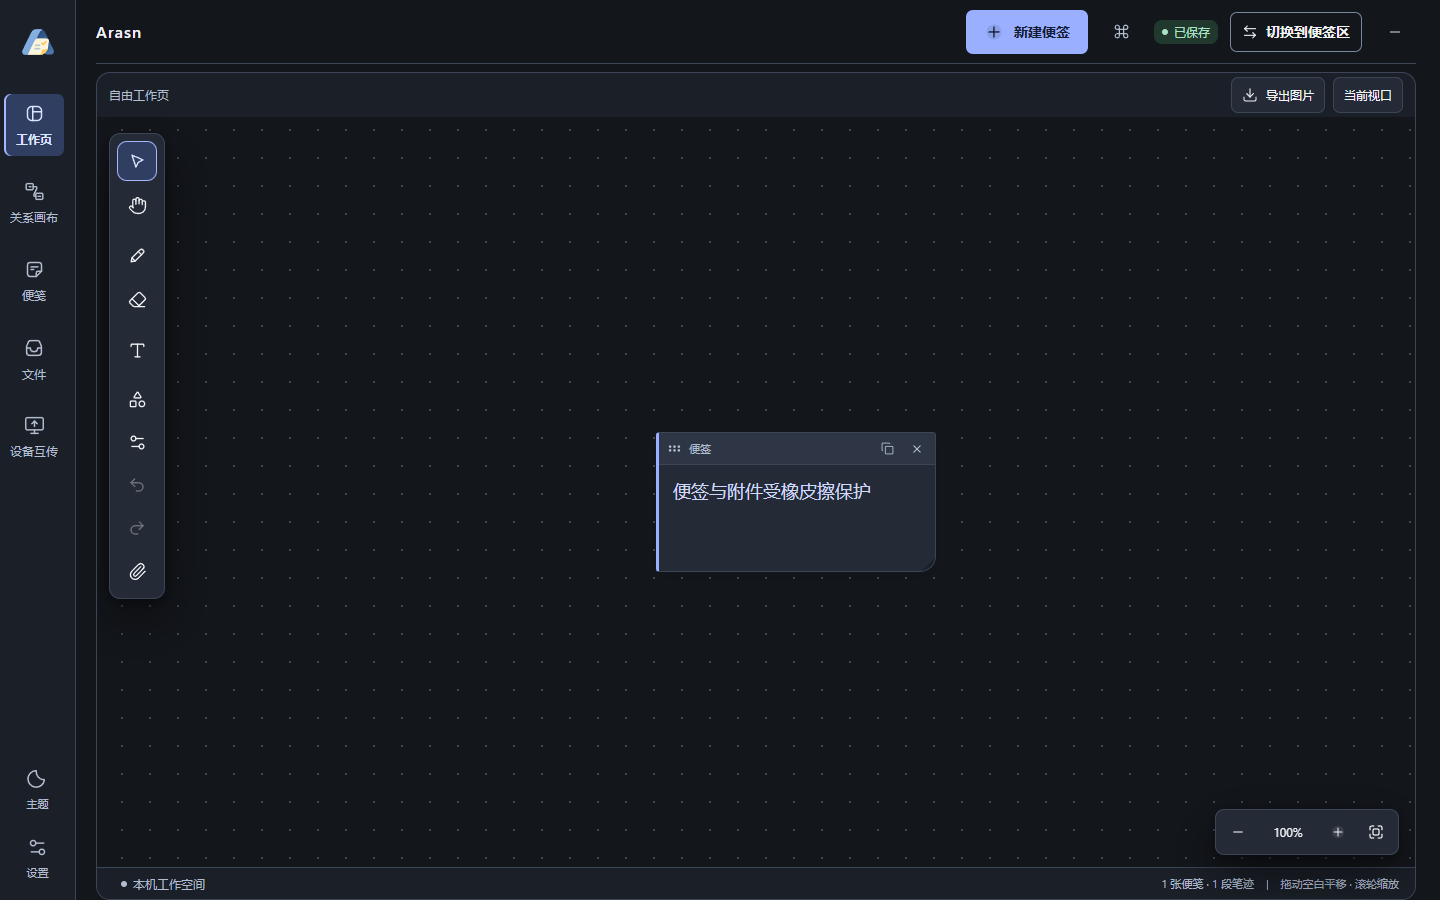 Arasn
新建便签
已保存
切换到便签区
工作页
关系画布
便笺
文件
设备互传
主题
设置
自由工作页
导出图片
当前视口
便签
便签与附件受橡皮擦保护
100%
本机工作空间
1 张便笺 · 1 段笔迹 | 拖动空白平移 · 滚轮缩放